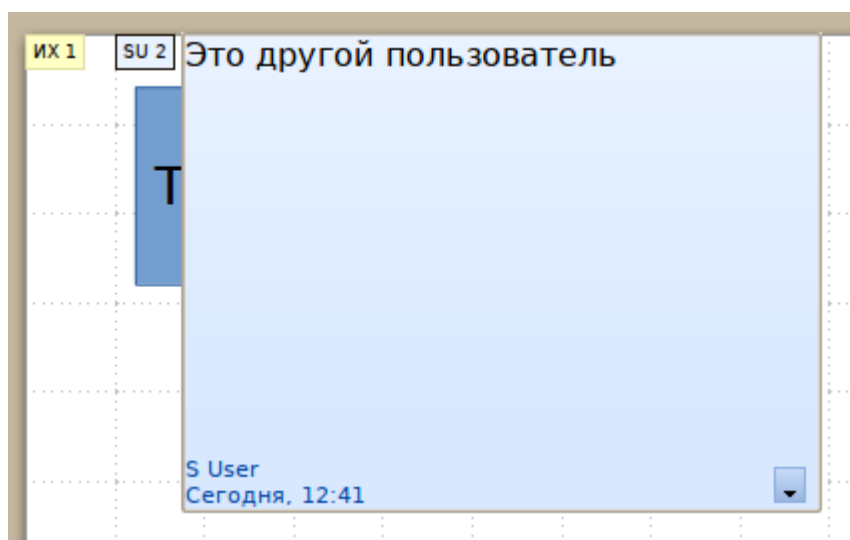 ИХ 1
SU 2
Это другой пользователь
Т
S User
Сегодня, 12:41